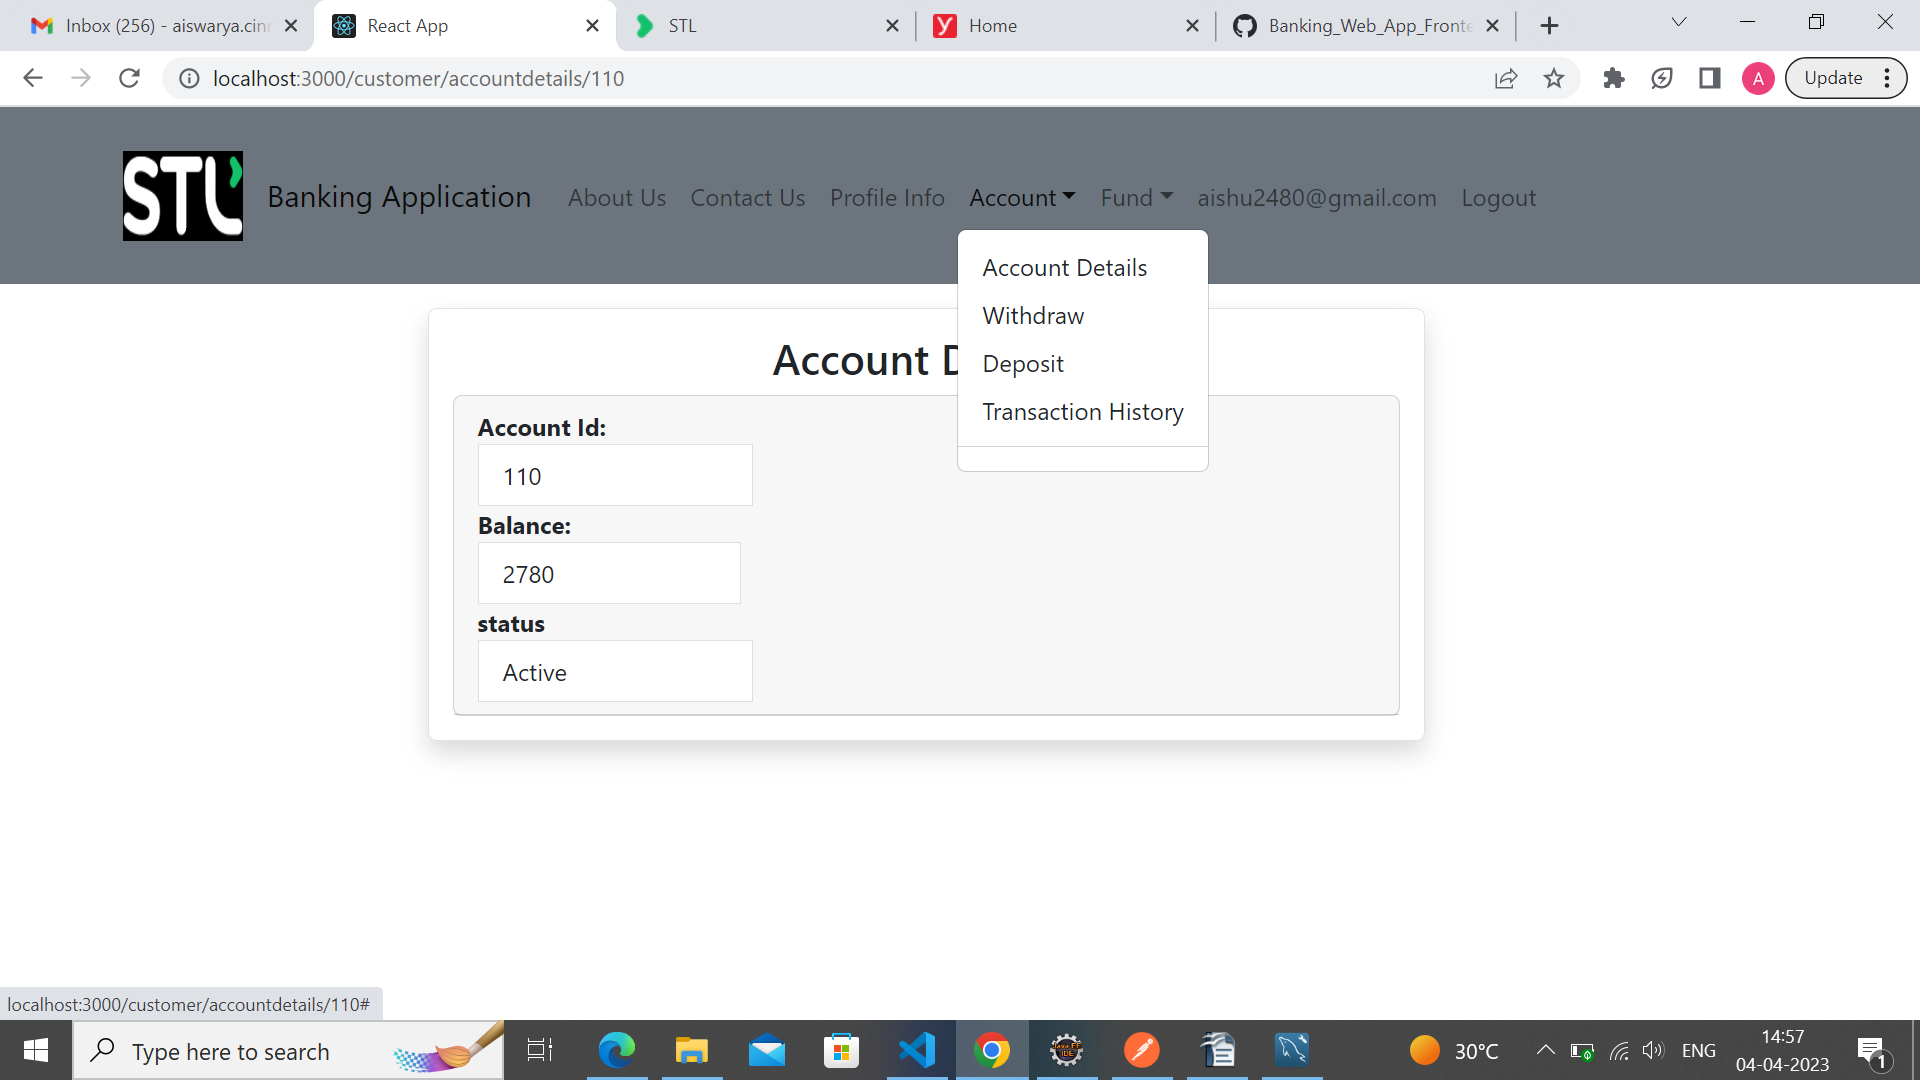 Inbox (256) - aiswarya.cinr
React App
STL
Home
Banking_Web_App_Fronte
localhost:3000/customer/accountdetails/110
A
Update
STL
Banking Application
About Us
Contact Us
Profile Info
Account
Fund
aishu2480@gmail.com
Logout
Account Details
Withdraw
Deposit
Transaction History
Account D
Account Id:
110
Balance:
2780
status
Active
localhost:3000/customer/accountdetails/110#
Type here to search
30°C
ENG
14:57
04-04-2023
1